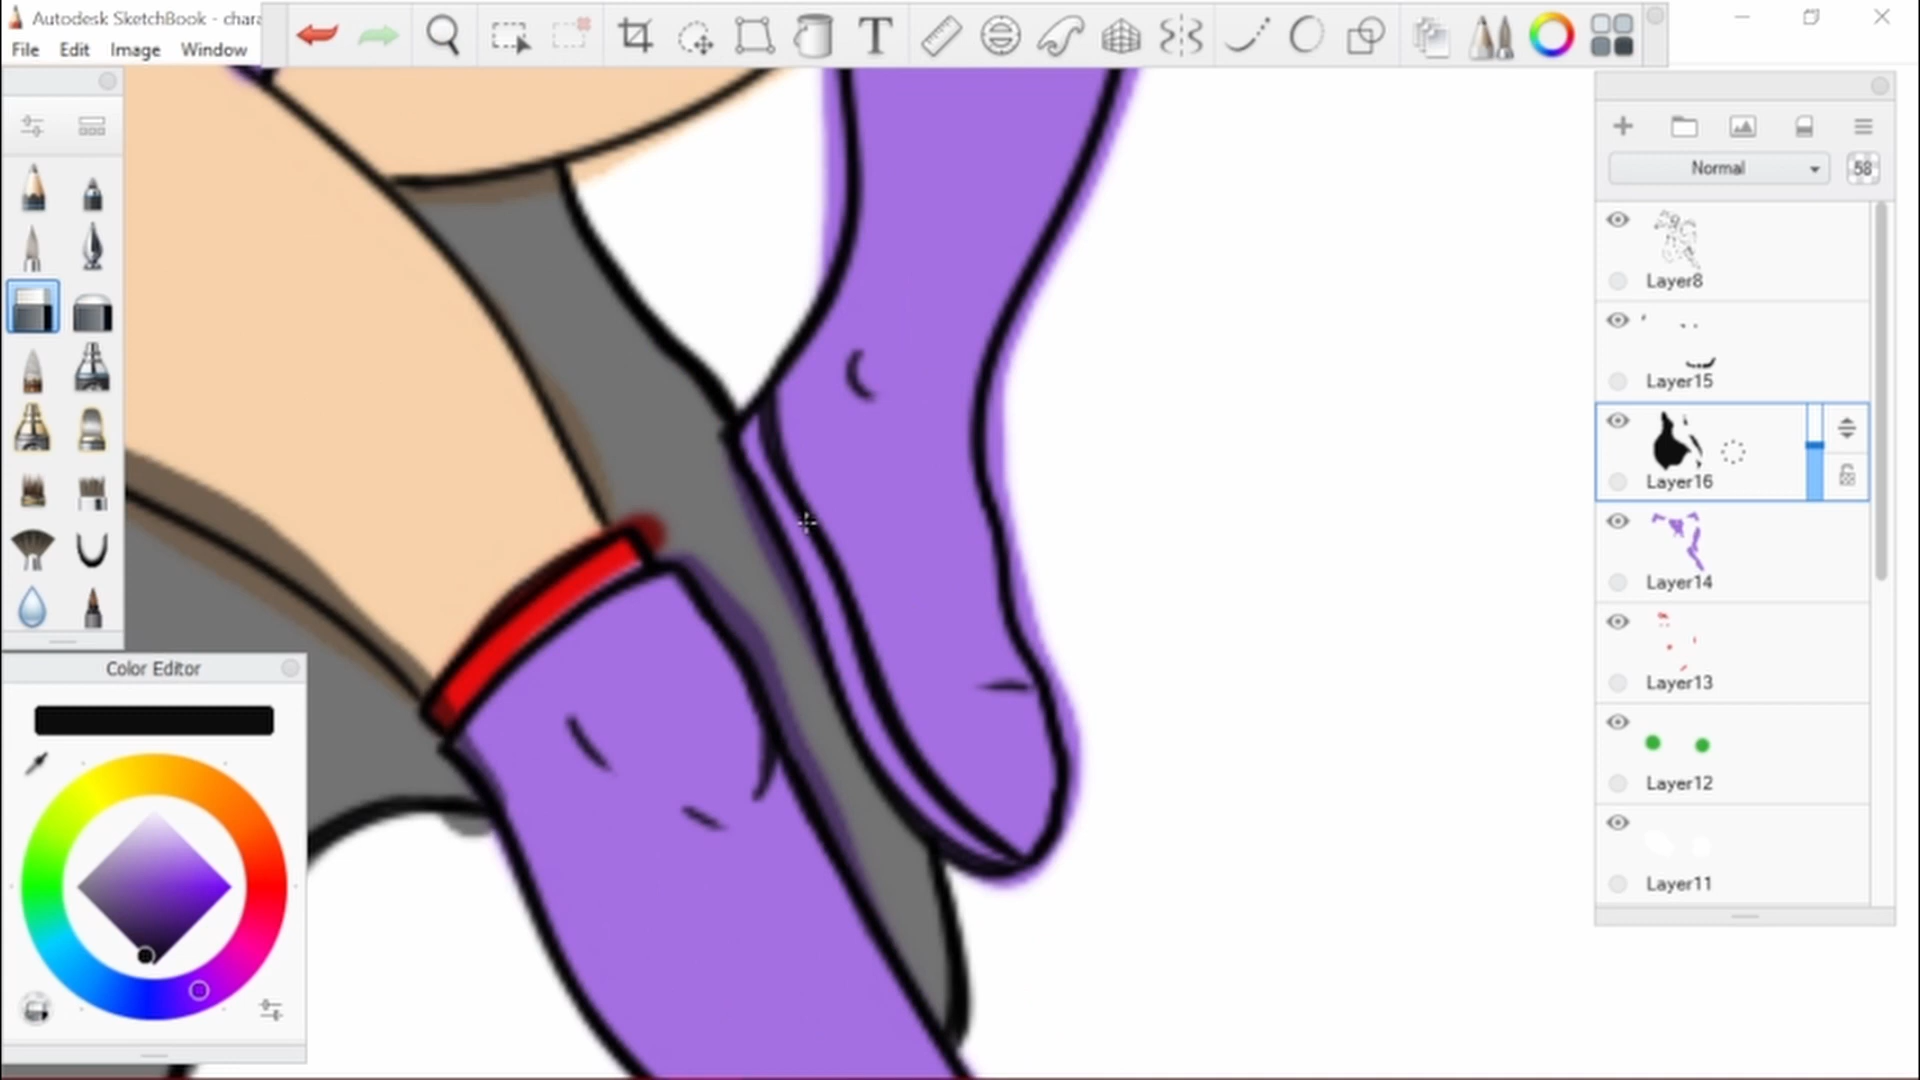 Autodesk SketchBook - chara
File Edit Image Window
T
Normal
58
Layer8
Layer15
Layer16
Layer14
Layer13
Layer12
Layer11
Color Editor